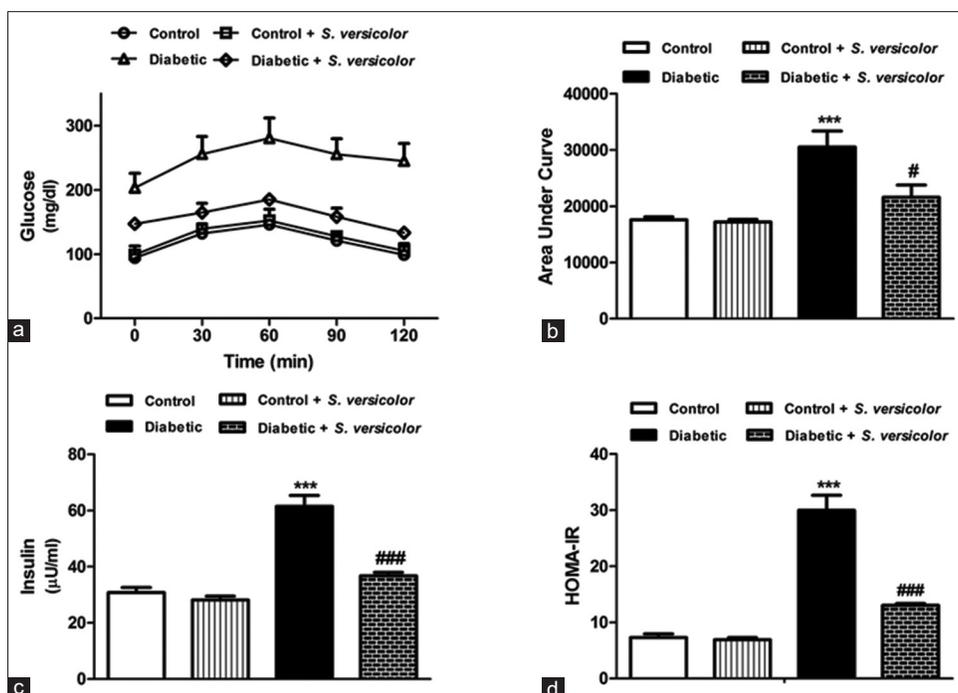 Control Control + S. versicolor
Diabetic Diabetic + S. versicolor
300
200
100
0
Glucose
(mg/dl)
0 30 60 90 120
Time (min)
a
Control Control + S. versicolor
Diabetic Diabetic + S. versicolor
40000
30000
20000
10000
0
Area Under Curve
***
#
b
Control Control + S. versicolor
Diabetic Diabetic + S. versicolor
80
60
40
20
0
Insulin
(µU/ml)
***
###
c
Control Control + S. versicolor
Diabetic Diabetic + S. versicolor
40
30
20
10
0
HOMA-IR
***
###
d